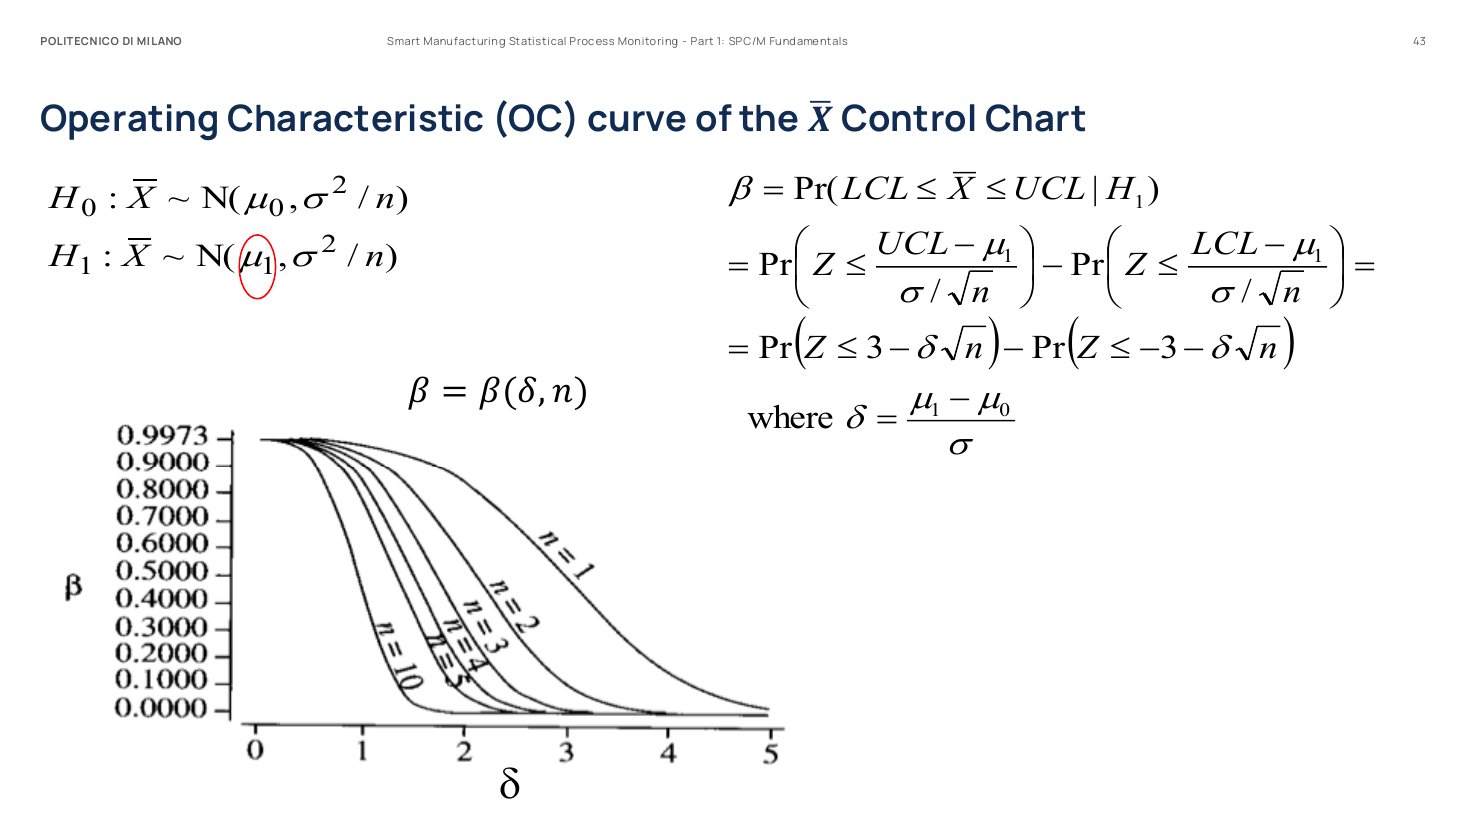 POLITECNICO DI MILANO
Smart Manufacturing Statistical Process Monitoring - Part 1: SPC/M Fundamentals
43
Operating Characteristic (OC) curve of the X̅ Control Chart
H₀ : X̅ ~ N(μ₀, σ² / n)
H₁ : X̅ ~ N(μ₁, σ² / n)
β = Pr(LCL ≤ X̅ ≤ UCL | H₁)
= Pr(Z ≤ (UCL − μ₁)/(σ / √n)) − Pr(Z ≤ (LCL − μ₁)/(σ / √n)) =
= Pr(Z ≤ 3 − δ√n) − Pr(Z ≤ −3 − δ√n)
where δ = (μ₁ − μ₀)/σ
β = β(δ, n)
0.9973
0.9000
0.8000
0.7000
0.6000
0.5000
0.4000
0.3000
0.2000
0.1000
0.0000
β
n = 1
n = 2
n = 3
n = 4
n = 5
n = 10
0 1 2 3 4 5
δ